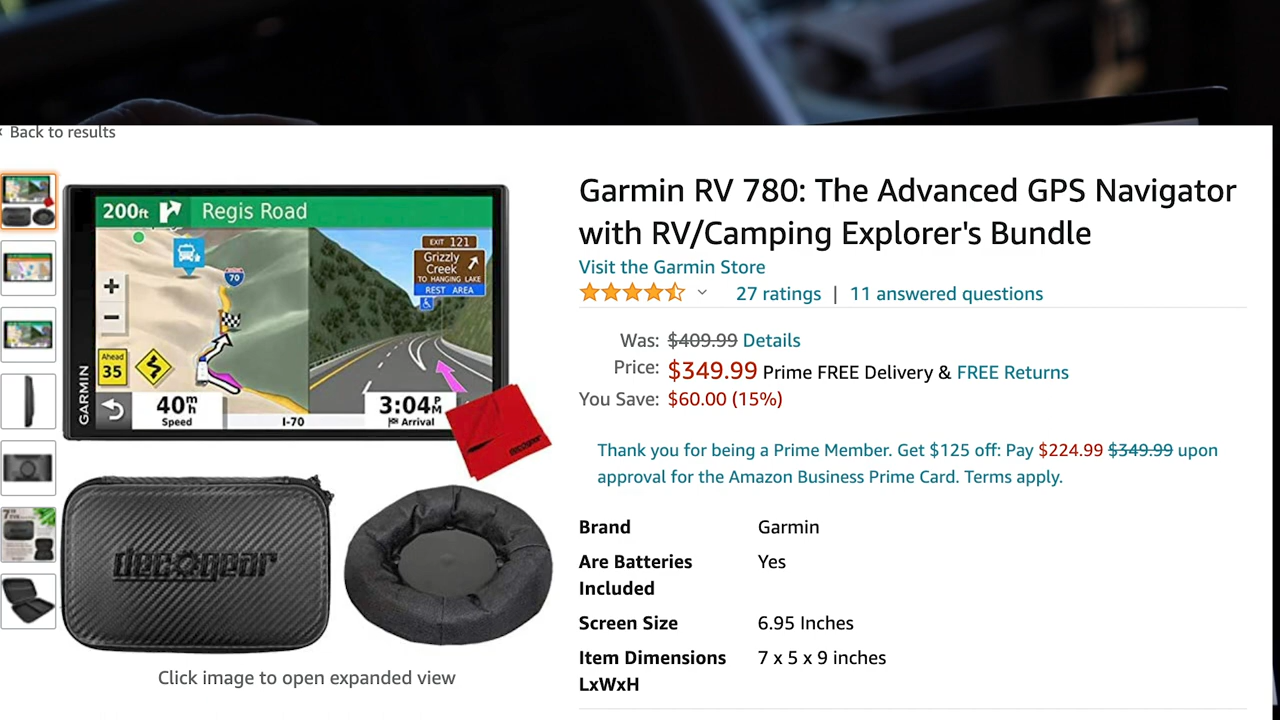 ‹ Back to results
200ft Regis Road
EXIT 121
Grizzly
Creek
TO HANGING LAKE
REST AREA
70
+
−
Ahead
35
GARMIN
40mh
Speed
I-70
3:04PM
Arrival
decogear
decogear
Click image to open expanded view
Garmin RV 780: The Advanced GPS Navigator
with RV/Camping Explorer's Bundle
Visit the Garmin Store
27 ratings | 11 answered questions
Was: $409.99 Details
Price: $349.99 Prime FREE Delivery & FREE Returns
You Save: $60.00 (15%)
Thank you for being a Prime Member. Get $125 off: Pay $224.99 $349.99 upon
approval for the Amazon Business Prime Card. Terms apply.
Brand Garmin
Are Batteries Yes
Included
Screen Size 6.95 Inches
Item Dimensions 7 x 5 x 9 inches
LxWxH